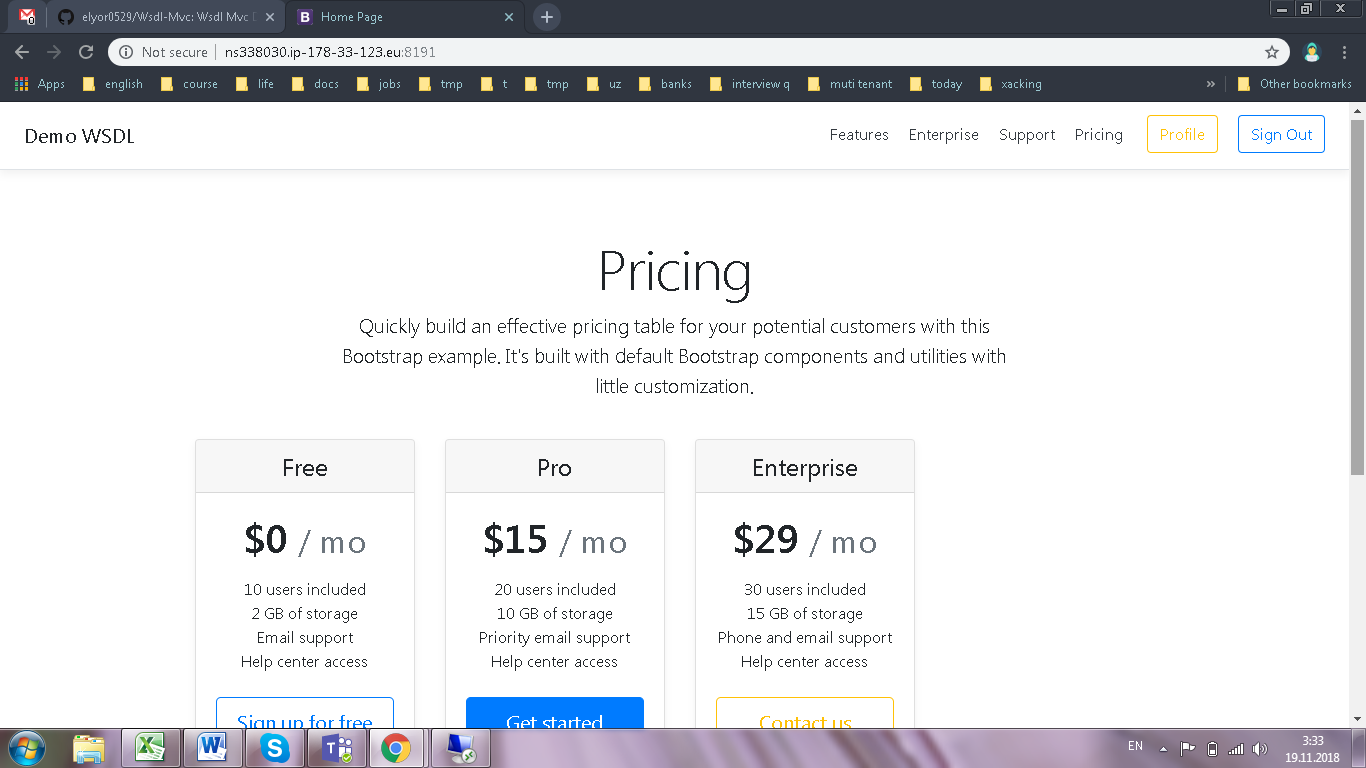 elyor0529/Wsdl-Mvc: Wsdl Mvc
Home Page
Not secure
ns338030.ip-178-33-123.eu:8191
Apps
english
course
life
docs
jobs
tmp
t
tmp
uz
banks
interview q
muti tenant
today
xacking
»
Other bookmarks
Demo WSDL
Features
Enterprise
Support
Pricing
Profile
Sign Out
Pricing
Quickly build an effective pricing table for your potential customers with this
Bootstrap example. It's built with default Bootstrap components and utilities with
little customization.
Free
$0 / mo
10 users included
2 GB of storage
Email support
Help center access
Sign up for free
Pro
$15 / mo
20 users included
10 GB of storage
Priority email support
Help center access
Get started
Enterprise
$29 / mo
30 users included
15 GB of storage
Phone and email support
Help center access
Contact us
EN
3:33
19.11.2018